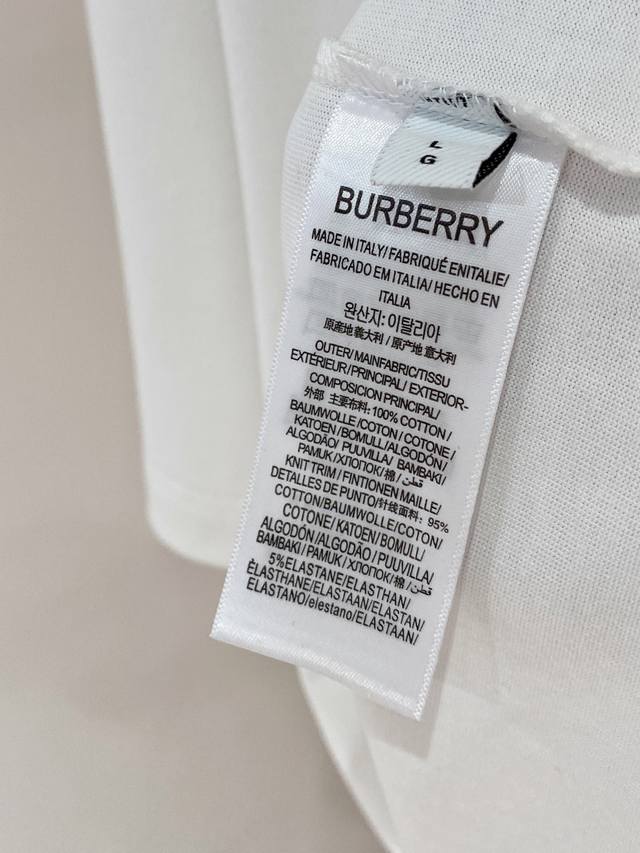 L
G
BURBERRY
MADE IN ITALY/FABRIQUÉ ENITALIE/
FABRICADO EM ITALIA/ HECHO EN
ITALIA
완산지: 이탈리아
原産地 義大利 / 原产地 意大利
OUTER/ MAINFABRIC/TISSU
EXTÉRIEUR/PRINCIPAL/ EXTERIOR-
COMPOSICION PRINCIPAL/
外部 主要布料: 100% COTTON/
BAUMWOLLE /COTON / COTONE /
KATOEN/BOMULL/ALGODÓN/
ALGODÃO/ PUUVILLA/ BAMBAKI/
PAMUK/ХЛОПОК/棉/ قطن/
KNIT TRIM / FINTIONEN MAILLE/
DETALLES DE PUNTO/针线面料: 95%
COTTON/BAUMWOLLE/COTON/
COTONE/ KATOEN/ BOMULL/
ALGODÓN/ALGODÃO/PUUVILLA/
BAMBAKI / PAMUK / ХЛОПОК/ 棉/ قطن/
5%ELASTANE/ELASTHAN/
ÉLASTHANE/ELASTAAN/ELASTAN/
ELASTANO/elestano/ELASTAAN/